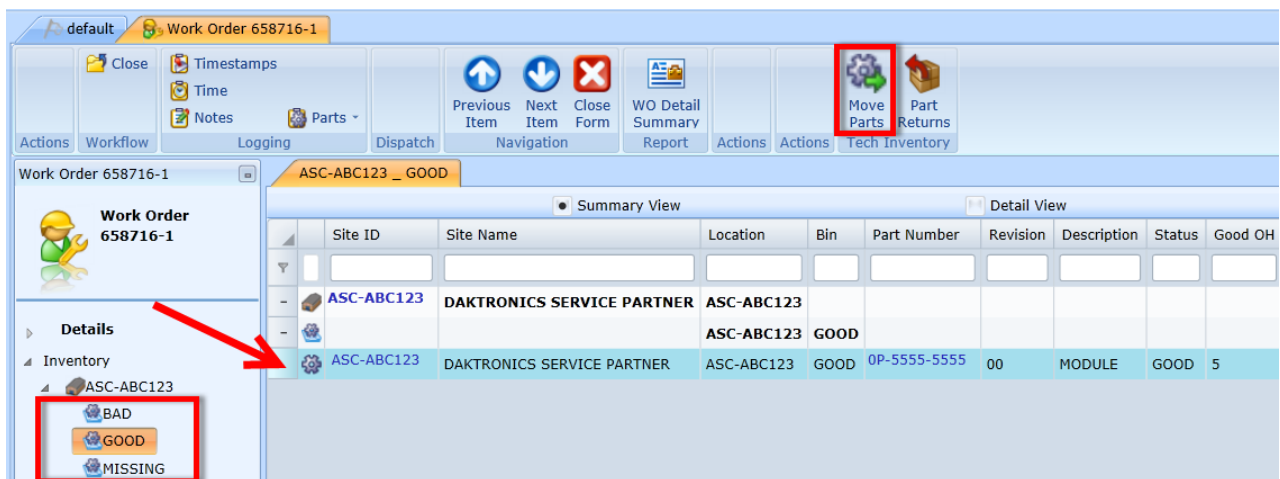 default
Work Order 658716-1
Close
Timestamps
Time
Notes
Parts
Previous Item
Next Item
Close Form
WO Detail Summary
Move Parts
Part Returns
Actions
Workflow
Logging
Dispatch
Navigation
Report
Actions
Actions
Tech Inventory
Work Order 658716-1
ASC-ABC123 _ GOOD
Work Order
658716-1
Summary View
Detail View
Site ID Site Name Location Bin Part Number Revision Description Status Good OH
ASC-ABC123 DAKTRONICS SERVICE PARTNER ASC-ABC123
ASC-ABC123 GOOD
ASC-ABC123 DAKTRONICS SERVICE PARTNER ASC-ABC123 GOOD 0P-5555-5555 00 MODULE GOOD 5
Details
Inventory
ASC-ABC123
BAD
GOOD
MISSING